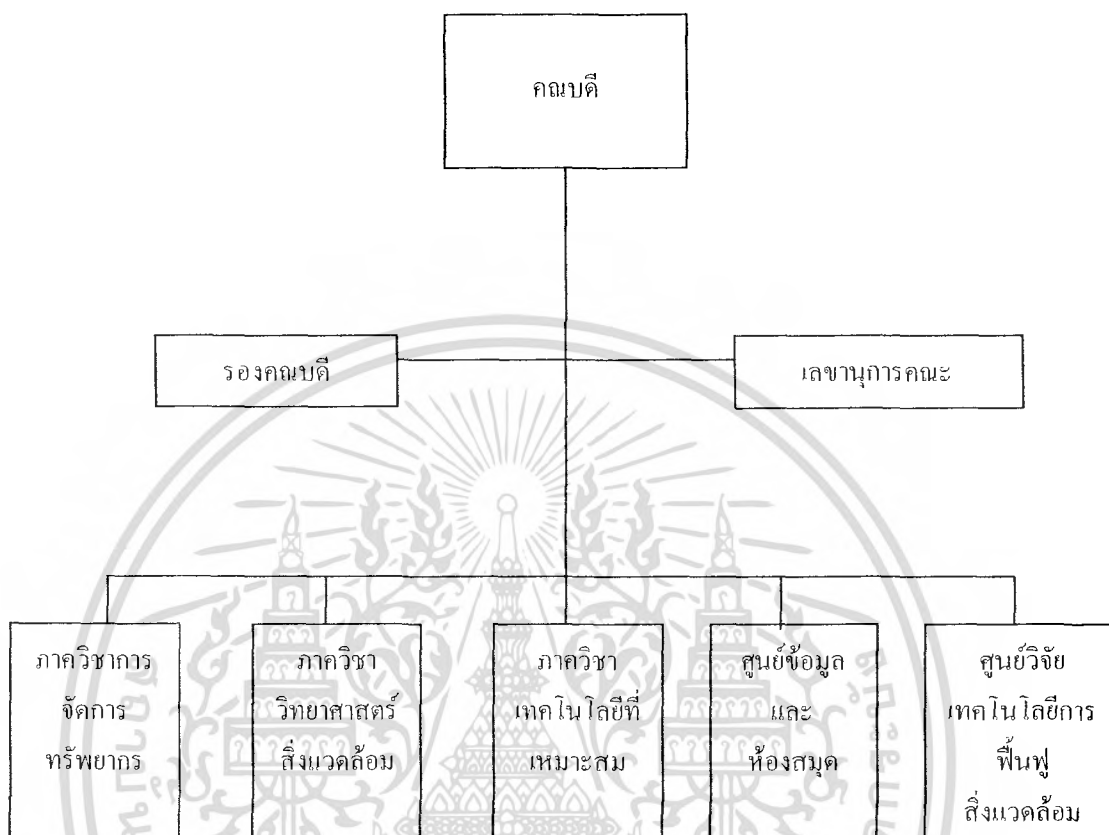 คณบดี
รองคณบดี
เลขานุการคณะ
ภาควิชาการ
จัดการ
ทรัพยากร
ภาควิชา
วิทยาศาสตร์
สิ่งแวดล้อม
ภาควิชา
เทคโนโลยีที่
เหมาะสม
ศูนย์ข้อมูล
และ
ห้องสมุด
ศูนย์วิจัย
เทคโนโลยีการ
ฟื้นฟู
สิ่งแวดล้อม